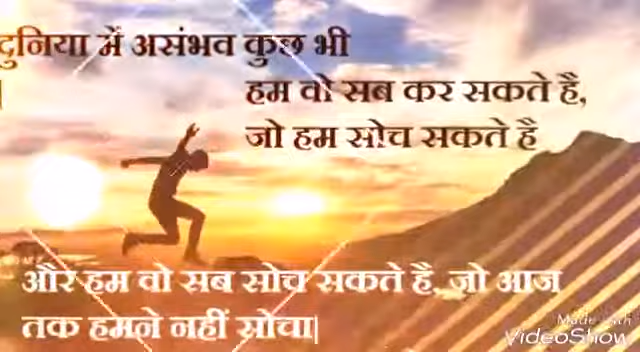 दुनिया में असंभव कुछ भी
|
हम वो सब कर सकते है,
जो हम सोच सकते है
और हम वो सब सोच सकते है, जो आज
तक हमने नहीं सोचा|
Made with
VideoShow